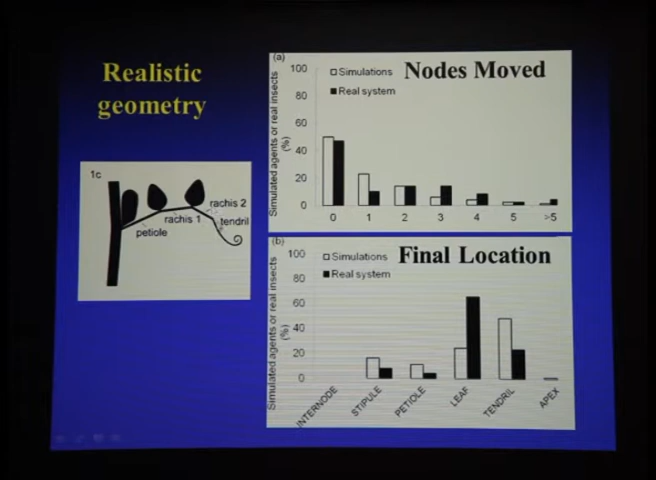 Realistic
geometry
1c
rachis 2
rachis 1
tendril
petiole
(a)
Nodes Moved
Simulations
Real system
Simulated agents or real insects
(%)
100
80
60
40
20
0
0 1 2 3 4 5 >5
(b)
Final Location
Simulations
Real system
Simulated agents or real insects
(%)
100
80
60
40
20
0
INTERNODE STIPULE PETIOLE LEAF TENDRIL APEX